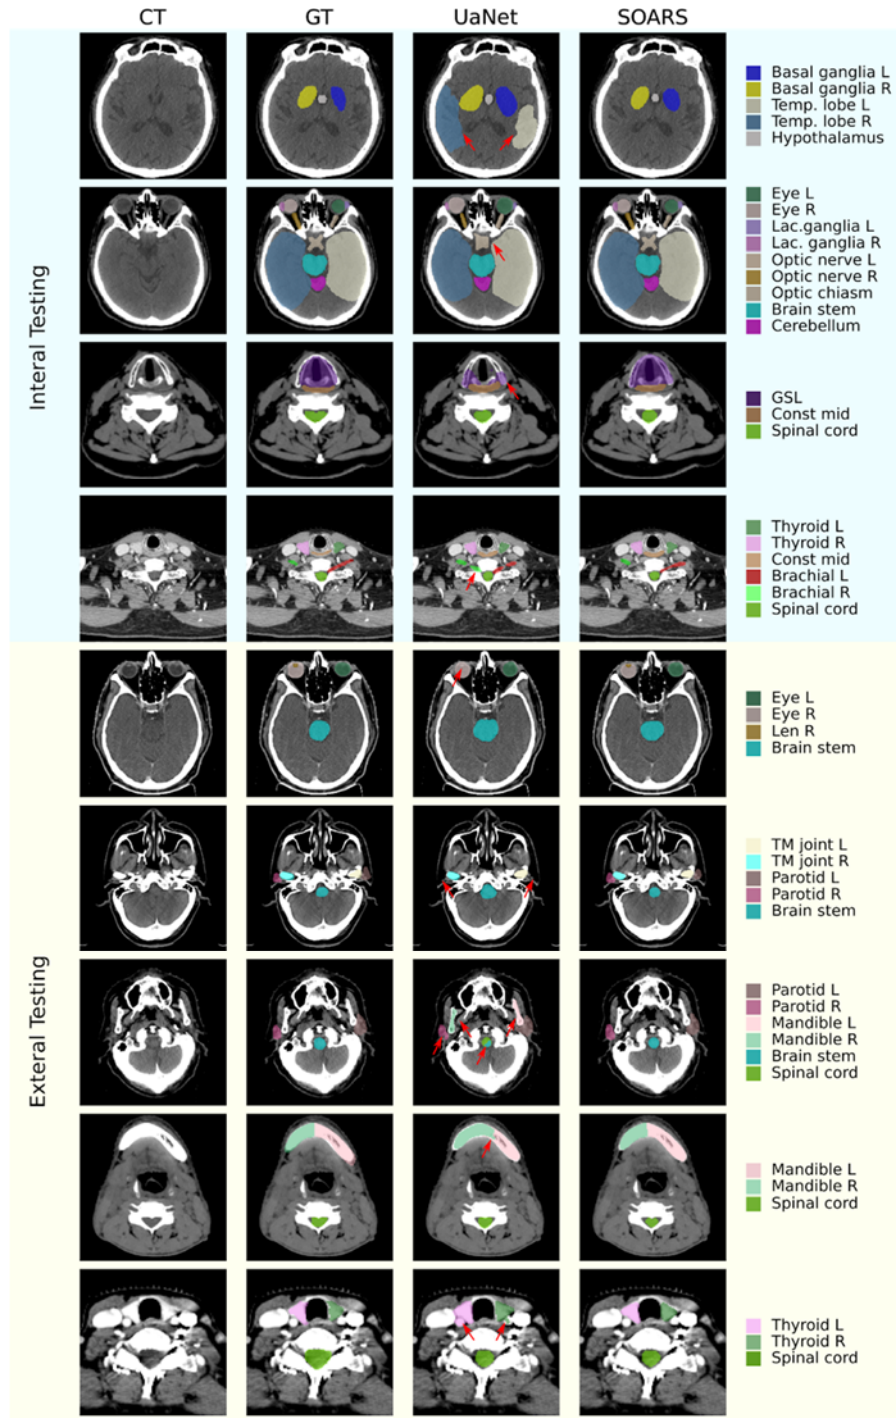 CT GT UaNet SOARS
Interal Testing
Basal ganglia L
Basal ganglia R
Temp. lobe L
Temp. lobe R
Hypothalamus
Eye L
Eye R
Lac.ganglia L
Lac. ganglia R
Optic nerve L
Optic nerve R
Optic chiasm
Brain stem
Cerebellum
GSL
Const mid
Spinal cord
Thyroid L
Thyroid R
Const mid
Brachial L
Brachial R
Spinal cord
Exteral Testing
Eye L
Eye R
Len R
Brain stem
TM joint L
TM joint R
Parotid L
Parotid R
Brain stem
Parotid L
Parotid R
Mandible L
Mandible R
Brain stem
Spinal cord
Mandible L
Mandible R
Spinal cord
Thyroid L
Thyroid R
Spinal cord